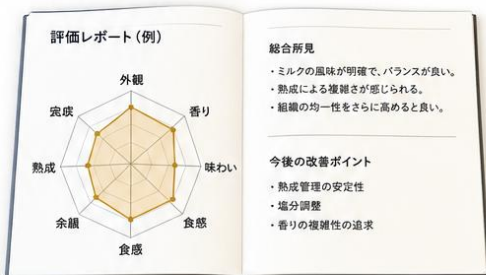 評価レポート（例）
外観
香り
味わい
食感
食感
余韻
熟成
完成
総合所見
・ミルクの風味が明確で、バランスが良い。
・熟成による複雑さが感じられる。
・組織の均一性をさらに高めると良い。
今後の改善ポイント
・熟成管理の安定性
・塩分調整
・香りの複雑性の追求